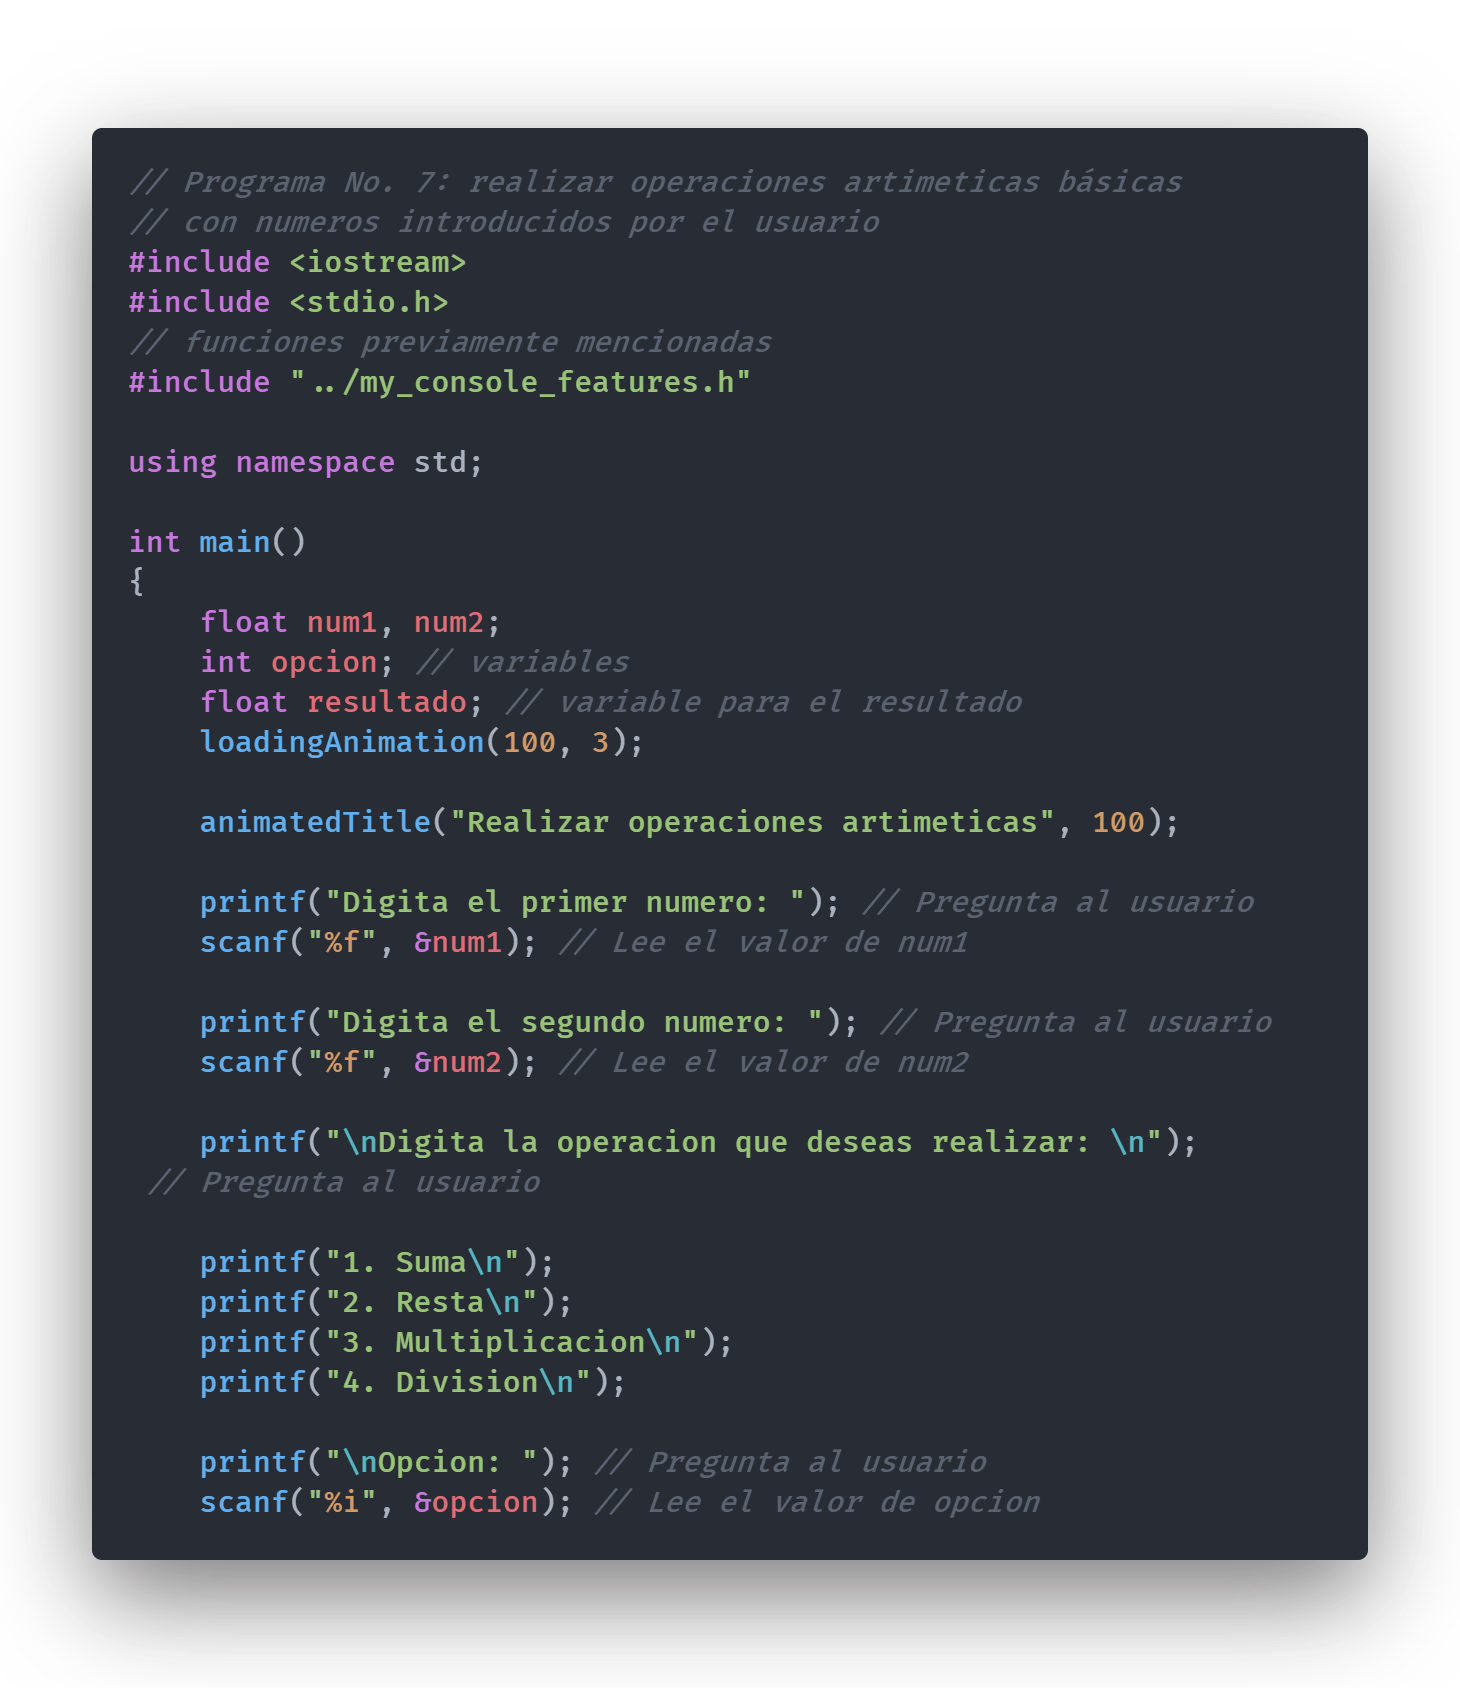 // Programa No. 7: realizar operaciones artimeticas básicas
// con numeros introducidos por el usuario
#include <iostream>
#include <stdio.h>
// funciones previamente mencionadas
#include "../my_console_features.h"

using namespace std;

int main()
{
    float num1, num2;
    int opcion; // variables
    float resultado; // variable para el resultado
    loadingAnimation(100, 3);

    animatedTitle("Realizar operaciones artimeticas", 100);

    printf("Digita el primer numero: "); // Pregunta al usuario
    scanf("%f", &num1); // Lee el valor de num1

    printf("Digita el segundo numero: "); // Pregunta al usuario
    scanf("%f", &num2); // Lee el valor de num2

    printf("\nDigita la operacion que deseas realizar: \n");
 // Pregunta al usuario

    printf("1. Suma\n");
    printf("2. Resta\n");
    printf("3. Multiplicacion\n");
    printf("4. Division\n");

    printf("\nOpcion: "); // Pregunta al usuario
    scanf("%i", &opcion); // Lee el valor de opcion